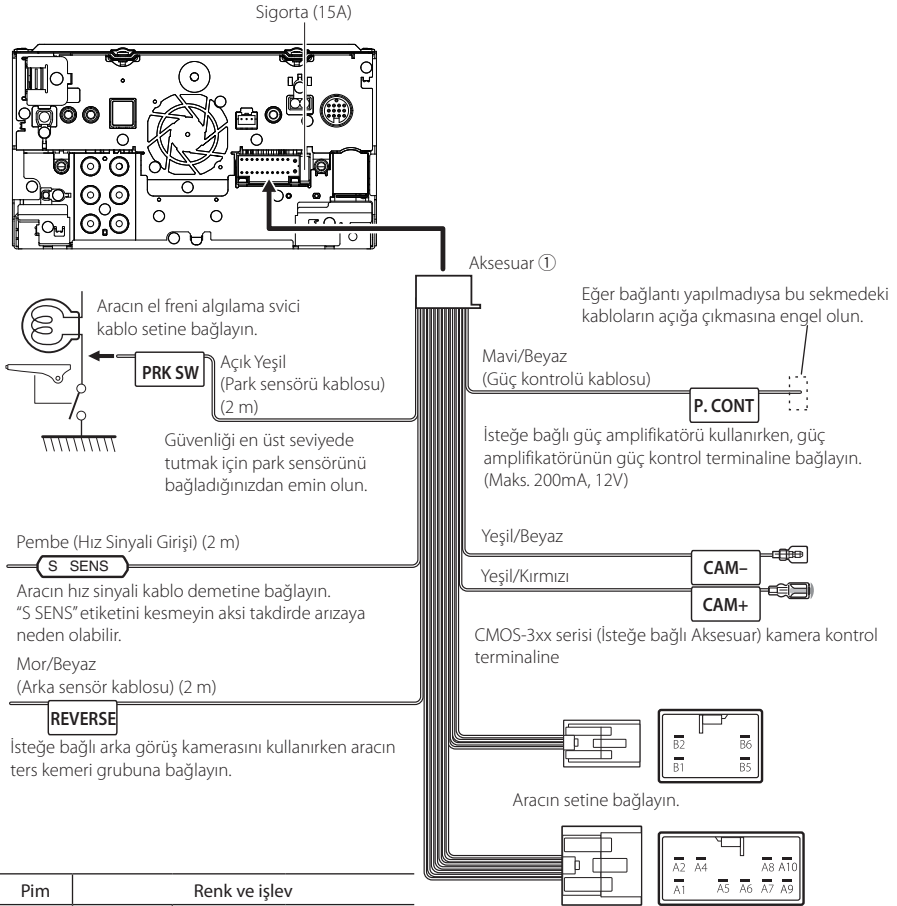 Sigorta (15A)
Aksesuar ①
Aracın el freni algılama svici
kablo setine bağlayın.
PRK SW
Açık Yeşil
(Park sensörü kablosu)
(2 m)
Güvenliği en üst seviyede
tutmak için park sensörünü
bağladığınızdan emin olun.
Eğer bağlantı yapılmadıysa bu sekmedeki
kabloların açığa çıkmasına engel olun.
Mavi/Beyaz
(Güç kontrolü kablosu)
P. CONT
İsteğe bağlı güç amplifikatörü kullanırken, güç
amplifikatörünün güç kontrol terminaline bağlayın.
(Maks. 200mA, 12V)
Pembe (Hız Sinyali Girişi) (2 m)
S SENS
Aracın hız sinyali kablo demetine bağlayın.
“S SENS” etiketini kesmeyin aksi takdirde arızaya
neden olabilir.
Yeşil/Beyaz
CAM–
Yeşil/Kırmızı
CAM+
CMOS-3xx serisi (İsteğe bağlı Aksesuar) kamera kontrol
terminaline
Mor/Beyaz
(Arka sensör kablosu) (2 m)
REVERSE
İsteğe bağlı arka görüş kamerasını kullanırken aracın
ters kemeri grubuna bağlayın.
B2 B6
B1 B5
Aracın setine bağlayın.
A2 A4 A8 A10
A1 A5 A6 A7 A9
Pim Renk ve işlev